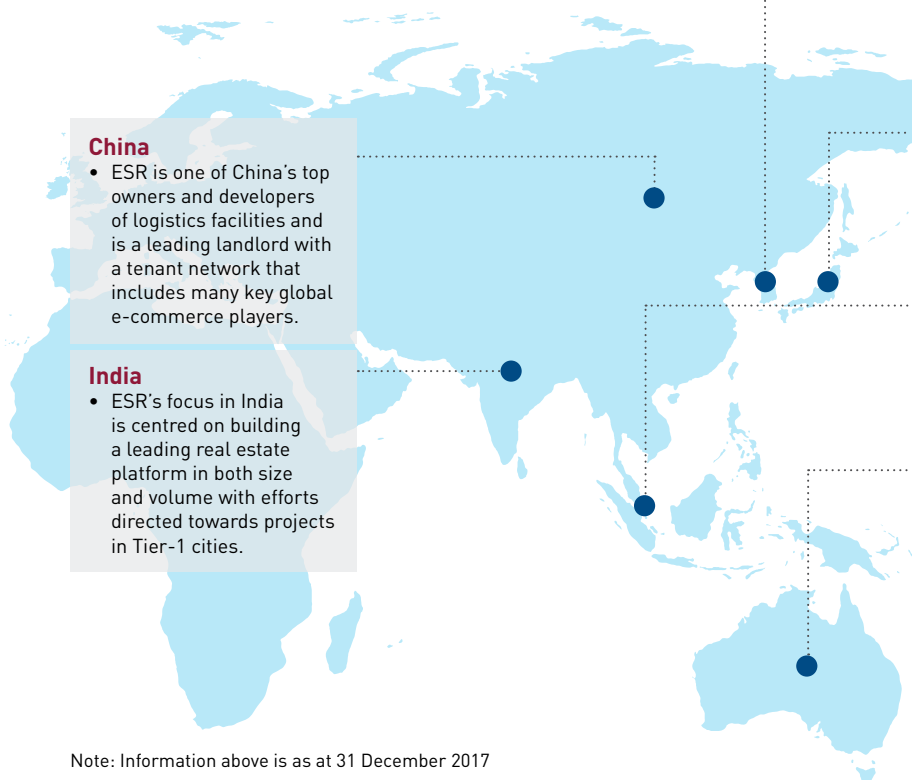 China
• ESR is one of China's top
owners and developers
of logistics facilities and
is a leading landlord with
a tenant network that
includes many key global
e-commerce players.
India
• ESR's focus in India
is centred on building
a leading real estate
platform in both size
and volume with efforts
directed towards projects
in Tier-1 cities.
Note: Information above is as at 31 December 2017